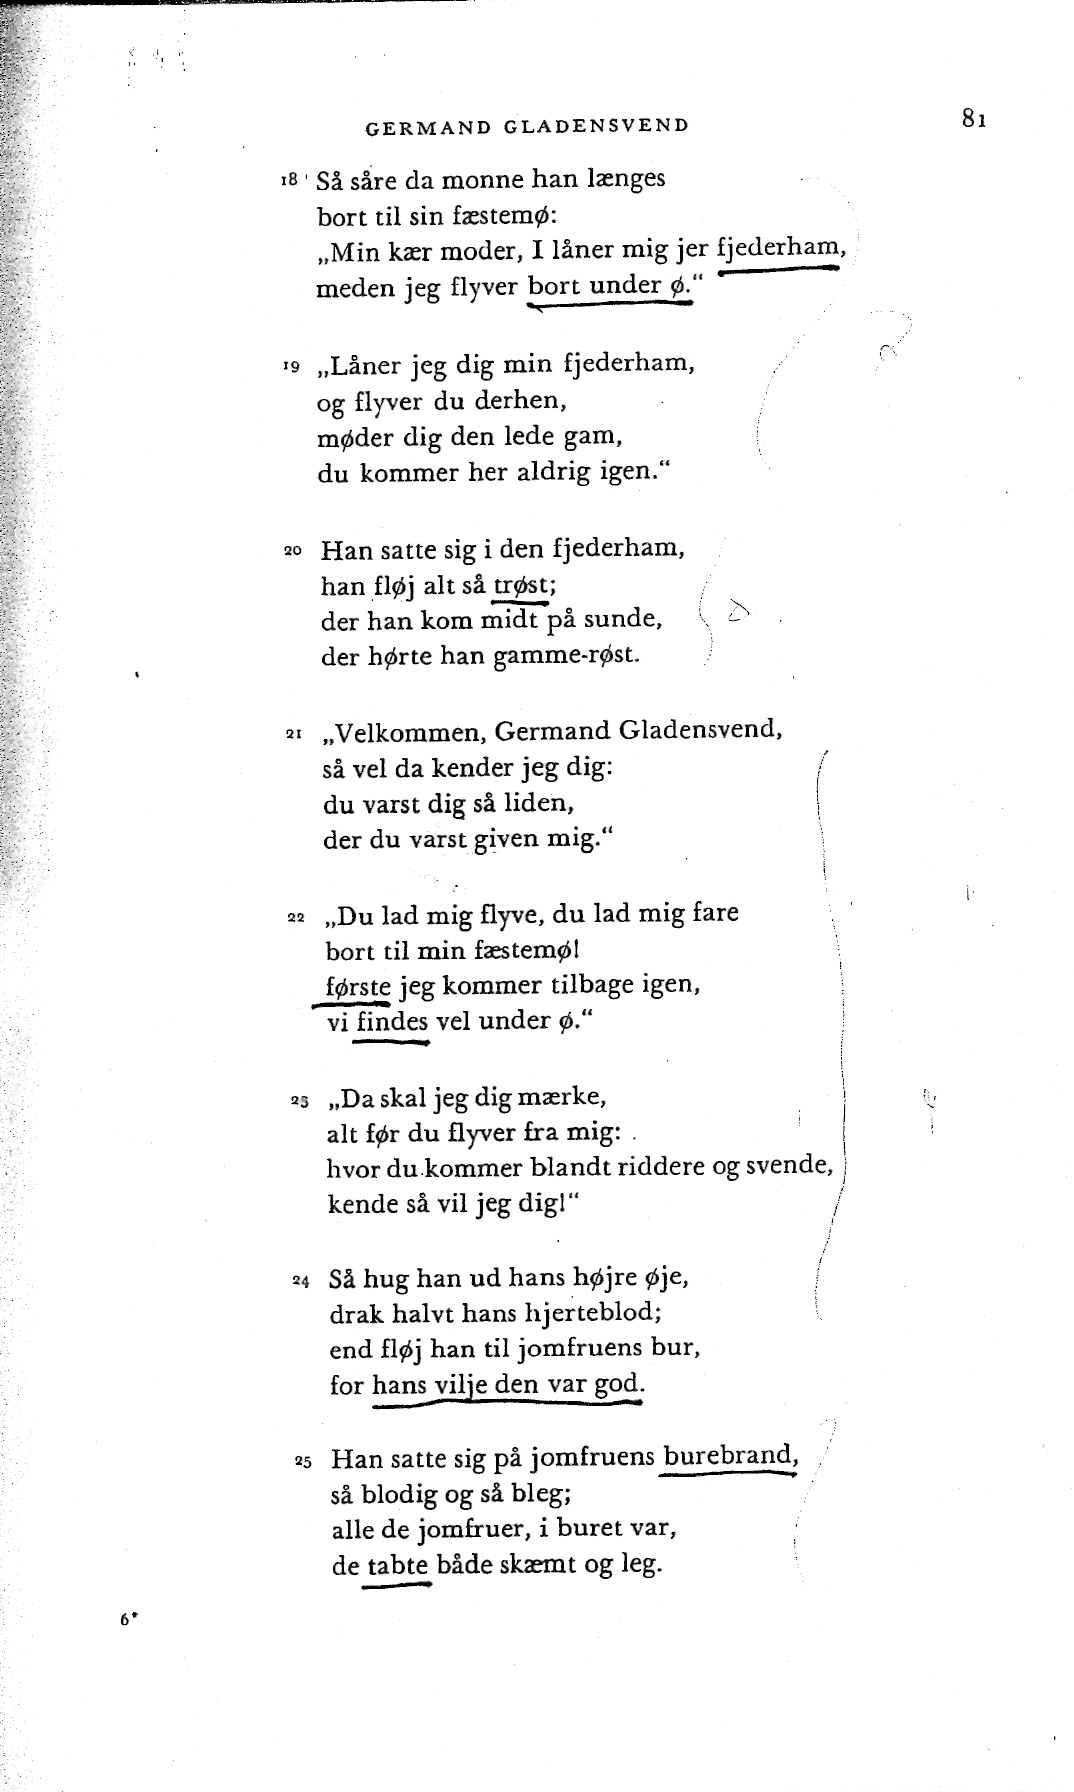 GERMAND GLADENSVEND 81
18 Så såre da monne han længes
bort til sin fæstemø:
„Min kær moder, I låner mig jer fjederham,
meden jeg flyver bort under ø.“
19 „Låner jeg dig min fjederham,
og flyver du derhen,
møder dig den lede gam,
du kommer her aldrig igen.“
20 Han satte sig i den fjederham,
han fløj alt så trøst;
der han kom midt på sunde,
der hørte han gamme-røst.
21 „Velkommen, Germand Gladensvend,
så vel da kender jeg dig:
du varst dig så liden,
der du varst given mig.“
22 „Du lad mig flyve, du lad mig fare
bort til min fæstemø!
første jeg kommer tilbage igen,
vi findes vel under ø.“
23 „Da skal jeg dig mærke,
alt før du flyver fra mig:
hvor du kommer blandt riddere og svende,
kende så vil jeg dig!“
24 Så hug han ud hans højre øje,
drak halvt hans hjerteblod;
end fløj han til jomfruens bur,
for hans vilje den var god.
25 Han satte sig på jomfruens burebrand,
så blodig og så bleg;
alle de jomfruer, i buret var,
de tabte både skæmt og leg.
6*